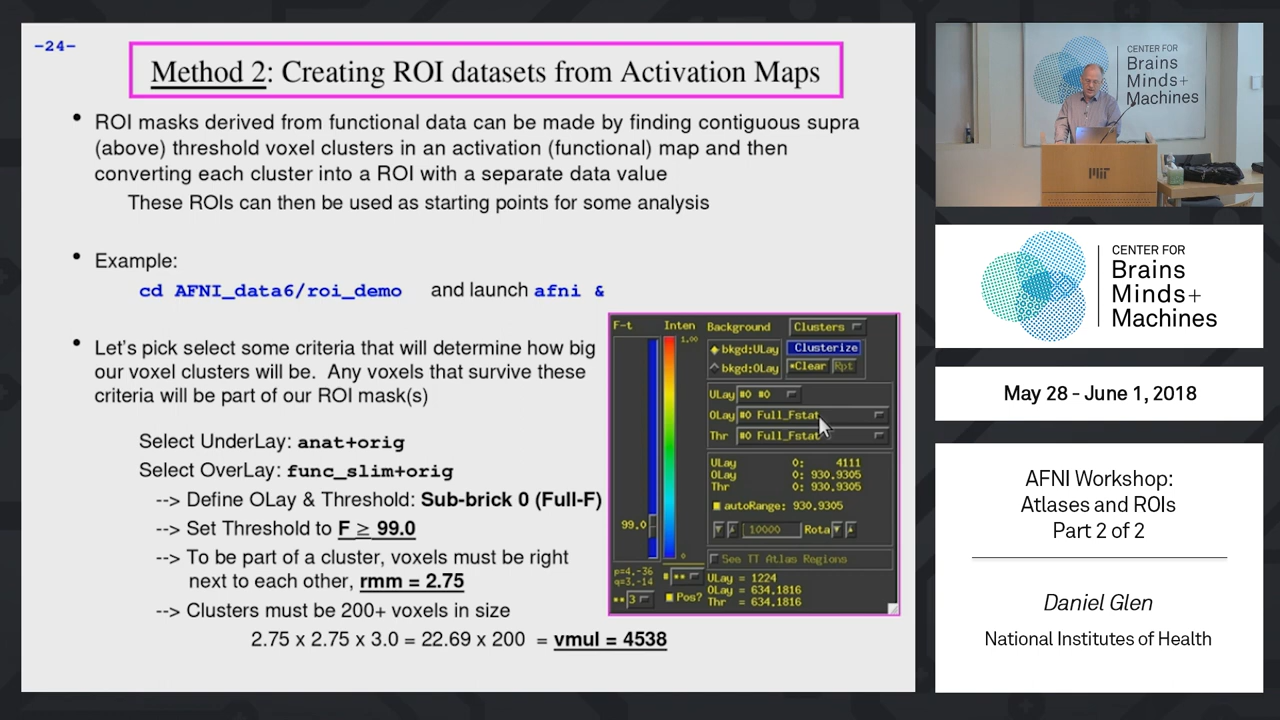 -24-
Method 2: Creating ROI datasets from Activation Maps
• ROI masks derived from functional data can be made by finding contiguous supra
(above) threshold voxel clusters in an activation (functional) map and then
converting each cluster into a ROI with a separate data value
These ROIs can then be used as starting points for some analysis
• Example:
cd AFNI_data6/roi_demo and launch afni &
• Let's pick select some criteria that will determine how big
our voxel clusters will be. Any voxels that survive these
criteria will be part of our ROI mask(s)
Select UnderLay: anat+orig
Select OverLay: func_slim+orig
--> Define OLay & Threshold: Sub-brick 0 (Full-F)
--> Set Threshold to F ≥ 99.0
--> To be part of a cluster, voxels must be right
next to each other, rmm = 2.75
--> Clusters must be 200+ voxels in size
2.75 x 2.75 x 3.0 = 22.69 x 200 = vmul = 4538
F-t Inten Background Clusters
1.00
bkgd:ULay Clusterize
bkgd:OLay *Clear Rpt
ULay #0 #0
OLay #0 Full_Fstat
Thr #0 Full_Fstat
ULay 0: 4111
OLay 0: 930.9305
Thr 0: 930.9305
autoRange: 930.9305
99.0
10000 Rota
0
See TT Atlas Regions
p=4.-36
q=3.-14
ULay = 1224
OLay = 634.1816
Thr = 634.1816
** 3
**
Pos?
CENTER FOR
Brains
Minds+
Machines
MIT
CENTER FOR
Brains
Minds+
Machines
May 28 - June 1, 2018
AFNI Workshop:
Atlases and ROIs
Part 2 of 2
Daniel Glen
National Institutes of Health